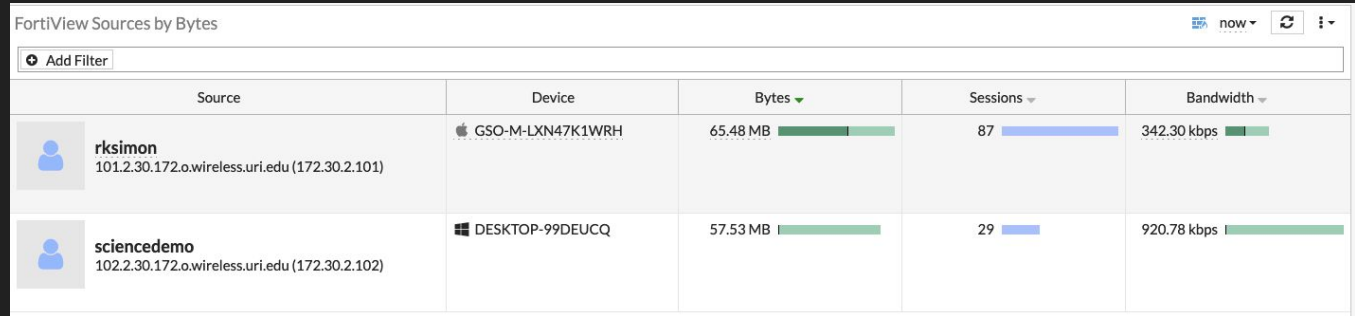 FortiView Sources by Bytes
now
Add Filter
Source Device Bytes Sessions Bandwidth
rksimon
101.2.30.172.o.wireless.uri.edu (172.30.2.101)
GSO-M-LXN47K1WRH 65.48 MB 87 342.30 kbps
sciencedemo
102.2.30.172.o.wireless.uri.edu (172.30.2.102)
DESKTOP-99DEUCQ 57.53 MB 29 920.78 kbps